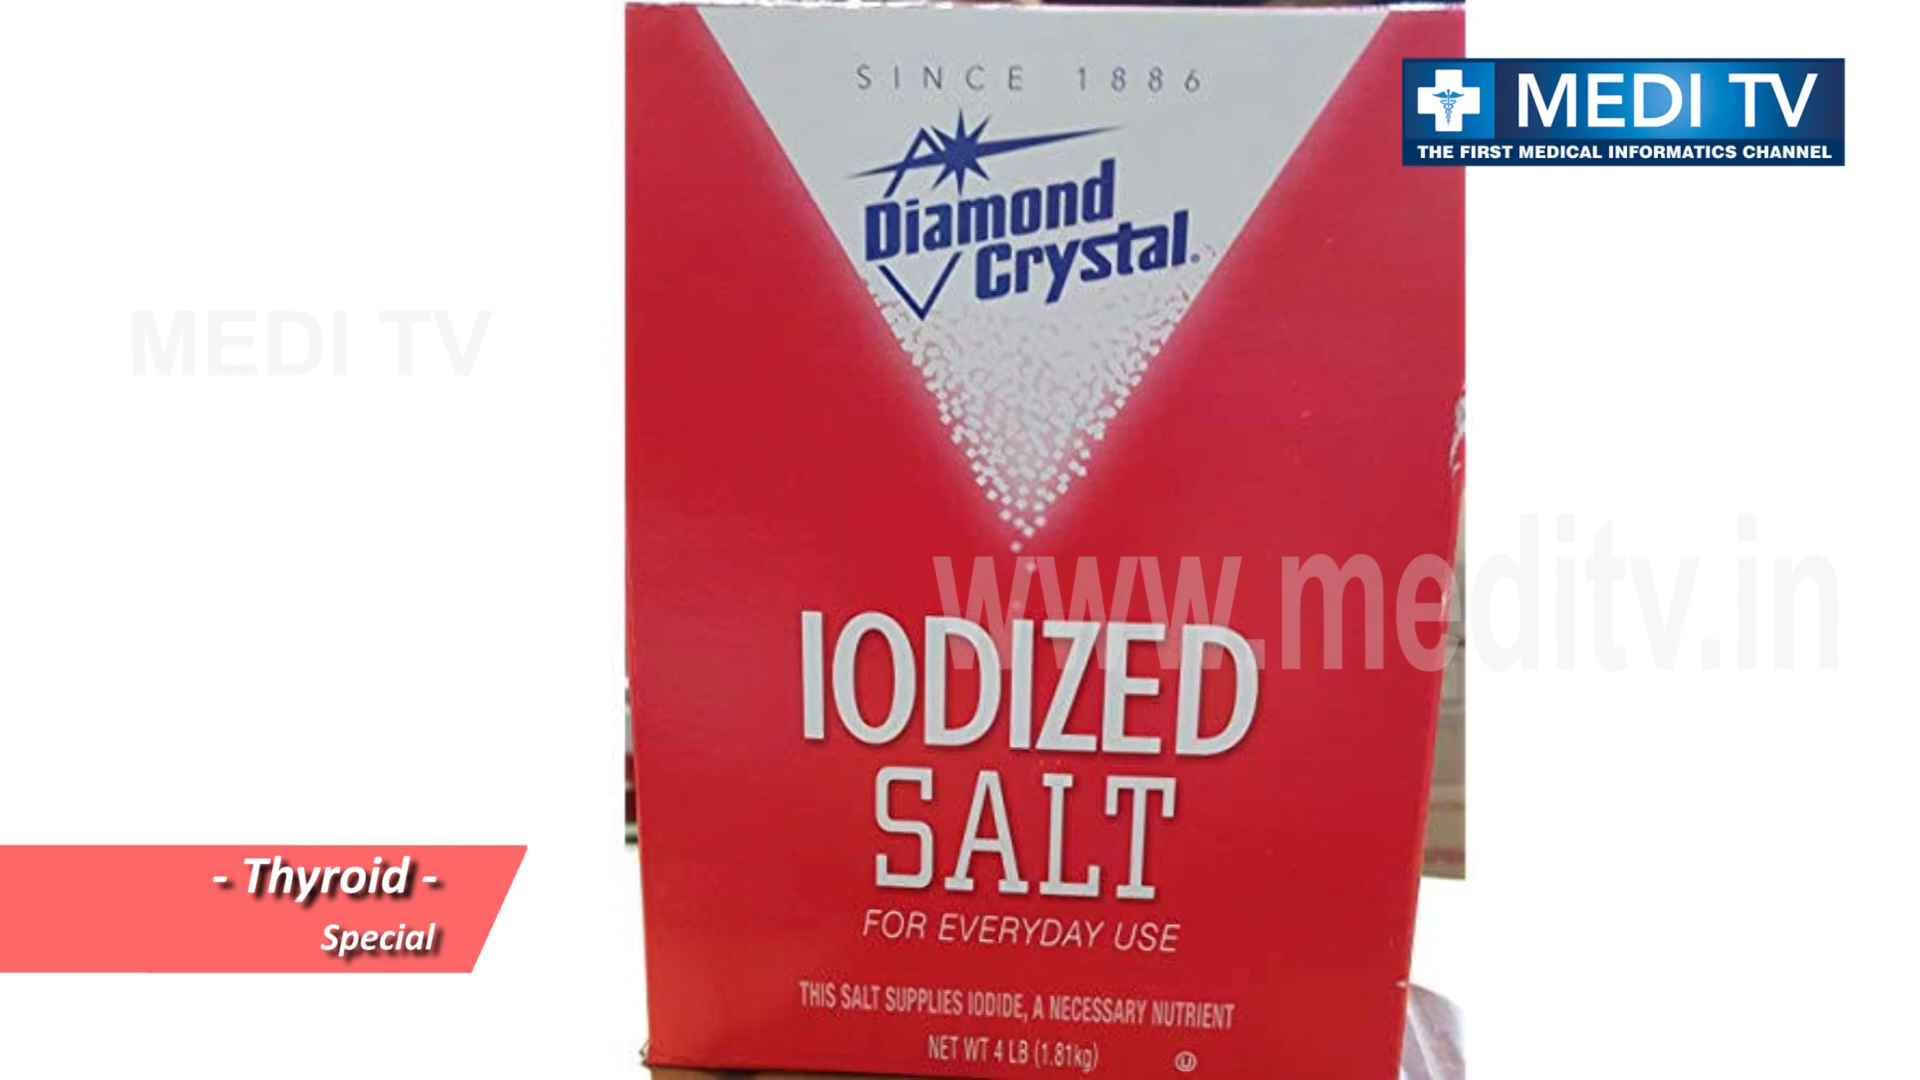 SINCE 1886
Diamond
Crystal®
MEDI TV
THE FIRST MEDICAL INFORMATICS CHANNEL
MEDI TV
www.meditv.in
IODIZED
SALT
FOR EVERYDAY USE
THIS SALT SUPPLIES IODIDE, A NECESSARY NUTRIENT
NET WT 4 LB (1.81kg)
U
- Thyroid -
Special